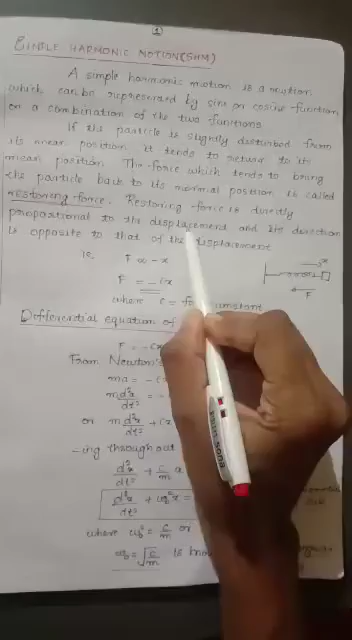 1
SIMPLE HARMONIC MOTION(SHM)
A simple harmonic motion is a motion
which can be represented by sine or cosine function
or a combination of the two functions.
If the particle is slightly disturbed from
its mean position it tends to return to its
mean position. The force which tends to bring
the particle back to its normal position is called
restoring force. Restoring force is directly
proportional to the displacement and its direction
is opposite to that of the displacement
ie, F ∝ -x
x
F = -cx
F
where c = constant
Differential equation of
F = -cx
From Newton's
ma = -c
m d²x/dt² = -
or m d²x/dt² + cx
-ing throughout
d²x/dt² + c/m x
d²x/dt² + ω₀²x =
where ω₀² = c/m or
ω₀ = √c/m is